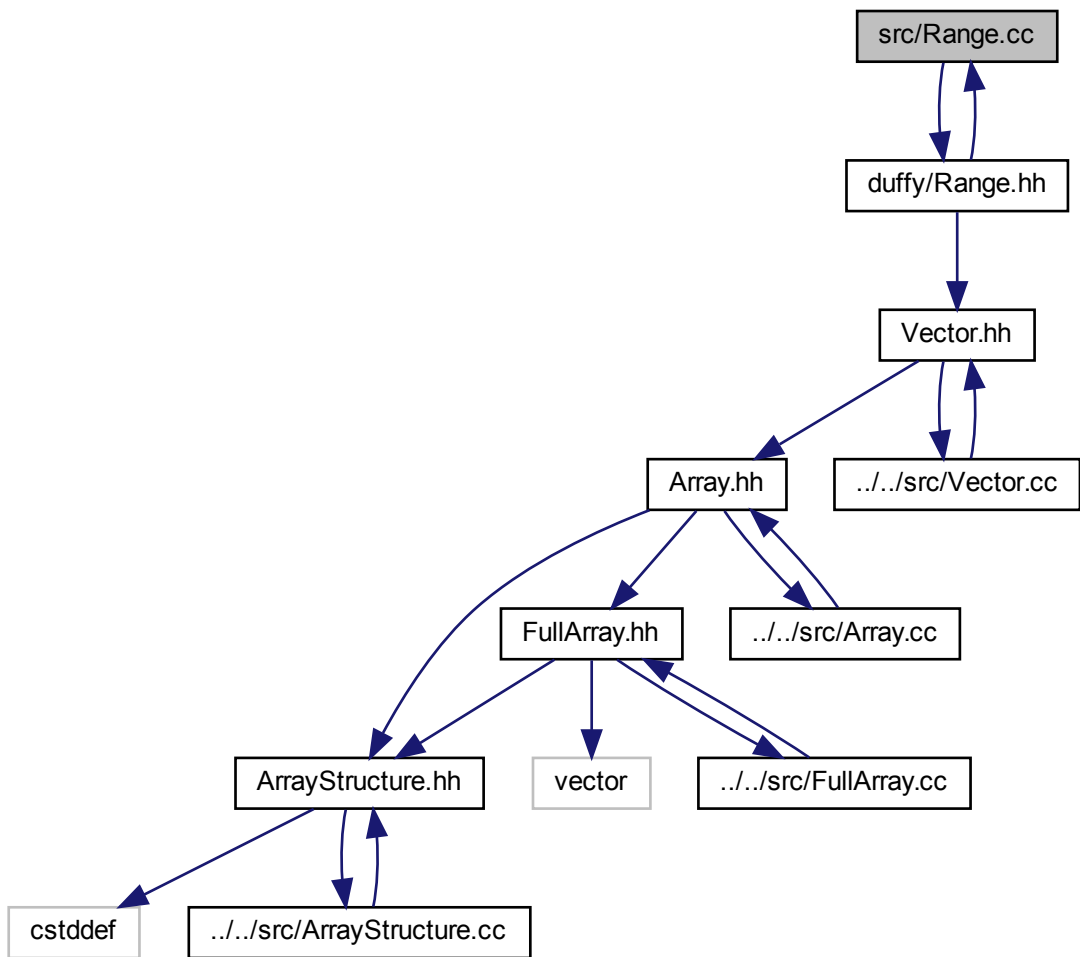 src/Range.cc
duffy/Range.hh
Vector.hh
Array.hh
../../src/Vector.cc
FullArray.hh
../../src/Array.cc
ArrayStructure.hh
vector
../../src/FullArray.cc
cstddef
../../src/ArrayStructure.cc